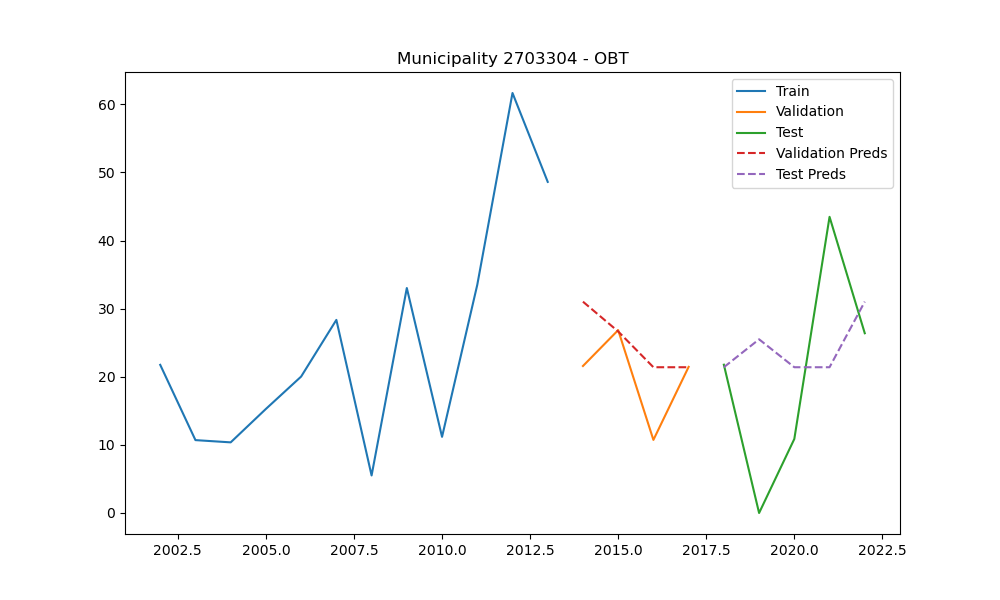 Municipality 2703304 - OBT
Train
Validation
Test
Validation Preds
Test Preds
60
50
40
30
20
10
0
2002.5 2005.0 2007.5 2010.0 2012.5 2015.0 2017.5 2020.0 2022.5